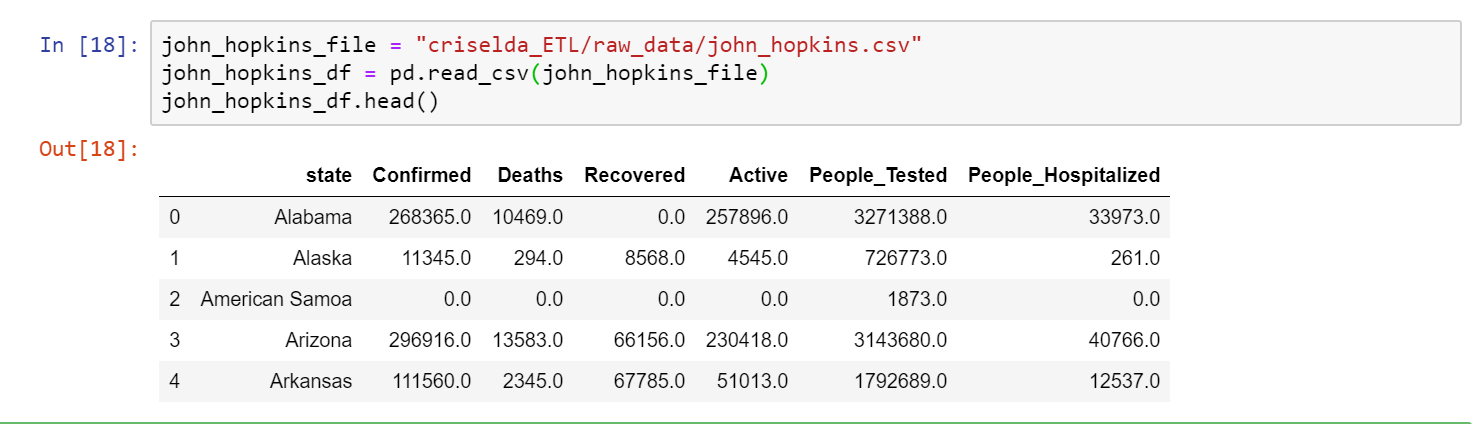 In [18]: john_hopkins_file = "criselda_ETL/raw_data/john_hopkins.csv"
john_hopkins_df = pd.read_csv(john_hopkins_file)
john_hopkins_df.head()
Out[18]:
state Confirmed Deaths Recovered Active People_Tested People_Hospitalized
0 Alabama 268365.0 10469.0 0.0 257896.0 3271388.0 33973.0
1 Alaska 11345.0 294.0 8568.0 4545.0 726773.0 261.0
2 American Samoa 0.0 0.0 0.0 0.0 1873.0 0.0
3 Arizona 296916.0 13583.0 66156.0 230418.0 3143680.0 40766.0
4 Arkansas 111560.0 2345.0 67785.0 51013.0 1792689.0 12537.0